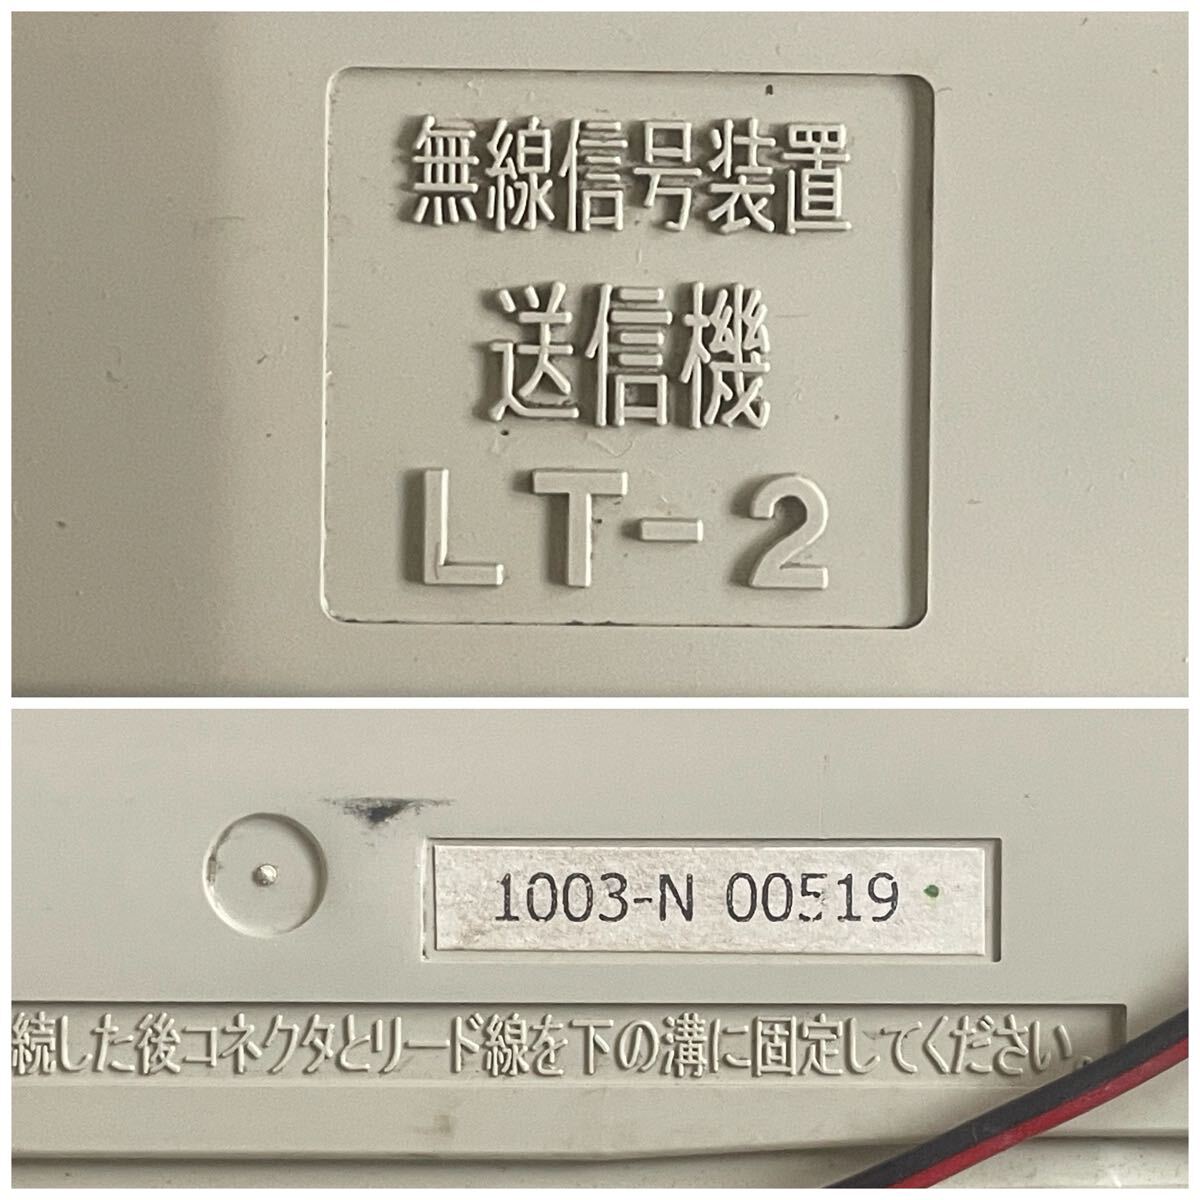 無線信号装置
送信機
LT-2
1003-N 00519
続した後コネクタとリード線を下の溝に固定してください。